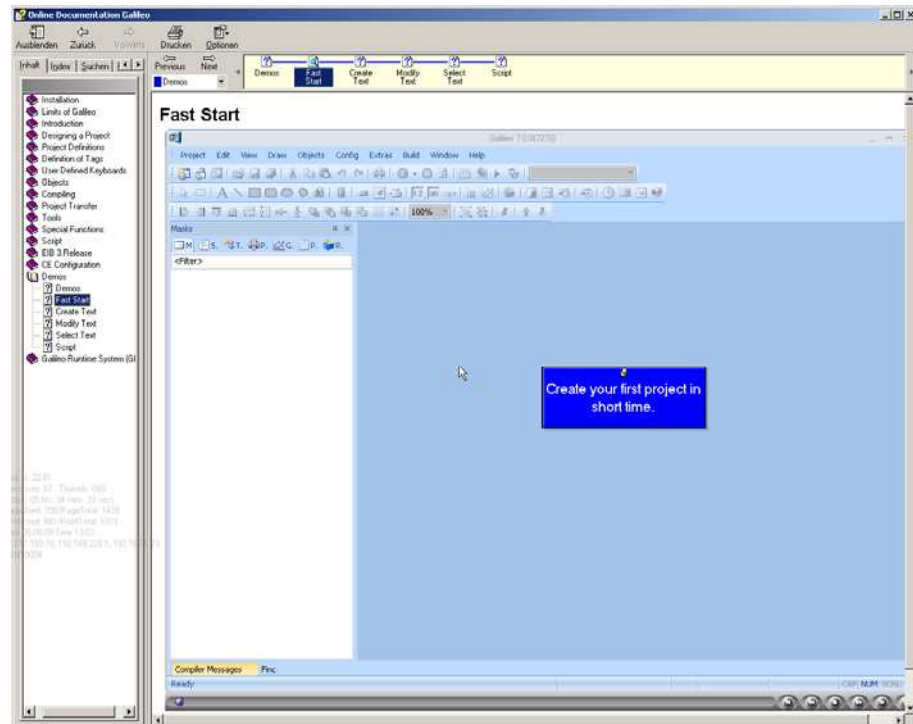 Online Documentation Galileo
Ausblenden Zurück Vorwärts Drucken Optionen
Inhalt Index Suchen
Previous Next
Demos
Demos Fast Start Create Text Modify Text Select Text Script
Installation
Limits of Galileo
Introduction
Designing a Project
Project Definitions
Definition of Tags
User Defined Keyboards
Objects
Compiling
Project Transfer
Tools
Special Functions
Script
EIB 3.Release
CE Configuration
Demos
Demos
Fast Start
Create Text
Modify Text
Select Text
Script
Galileo Runtime System (GI
Fast Start
Project Edit View Draw Objects Config Extras Build Window Help
100%
Masks
M S. T. P. G. P. R.
<Filter>
Create your first project in
short time.
Compiler Messages
Ready
CAP NUM SCRL